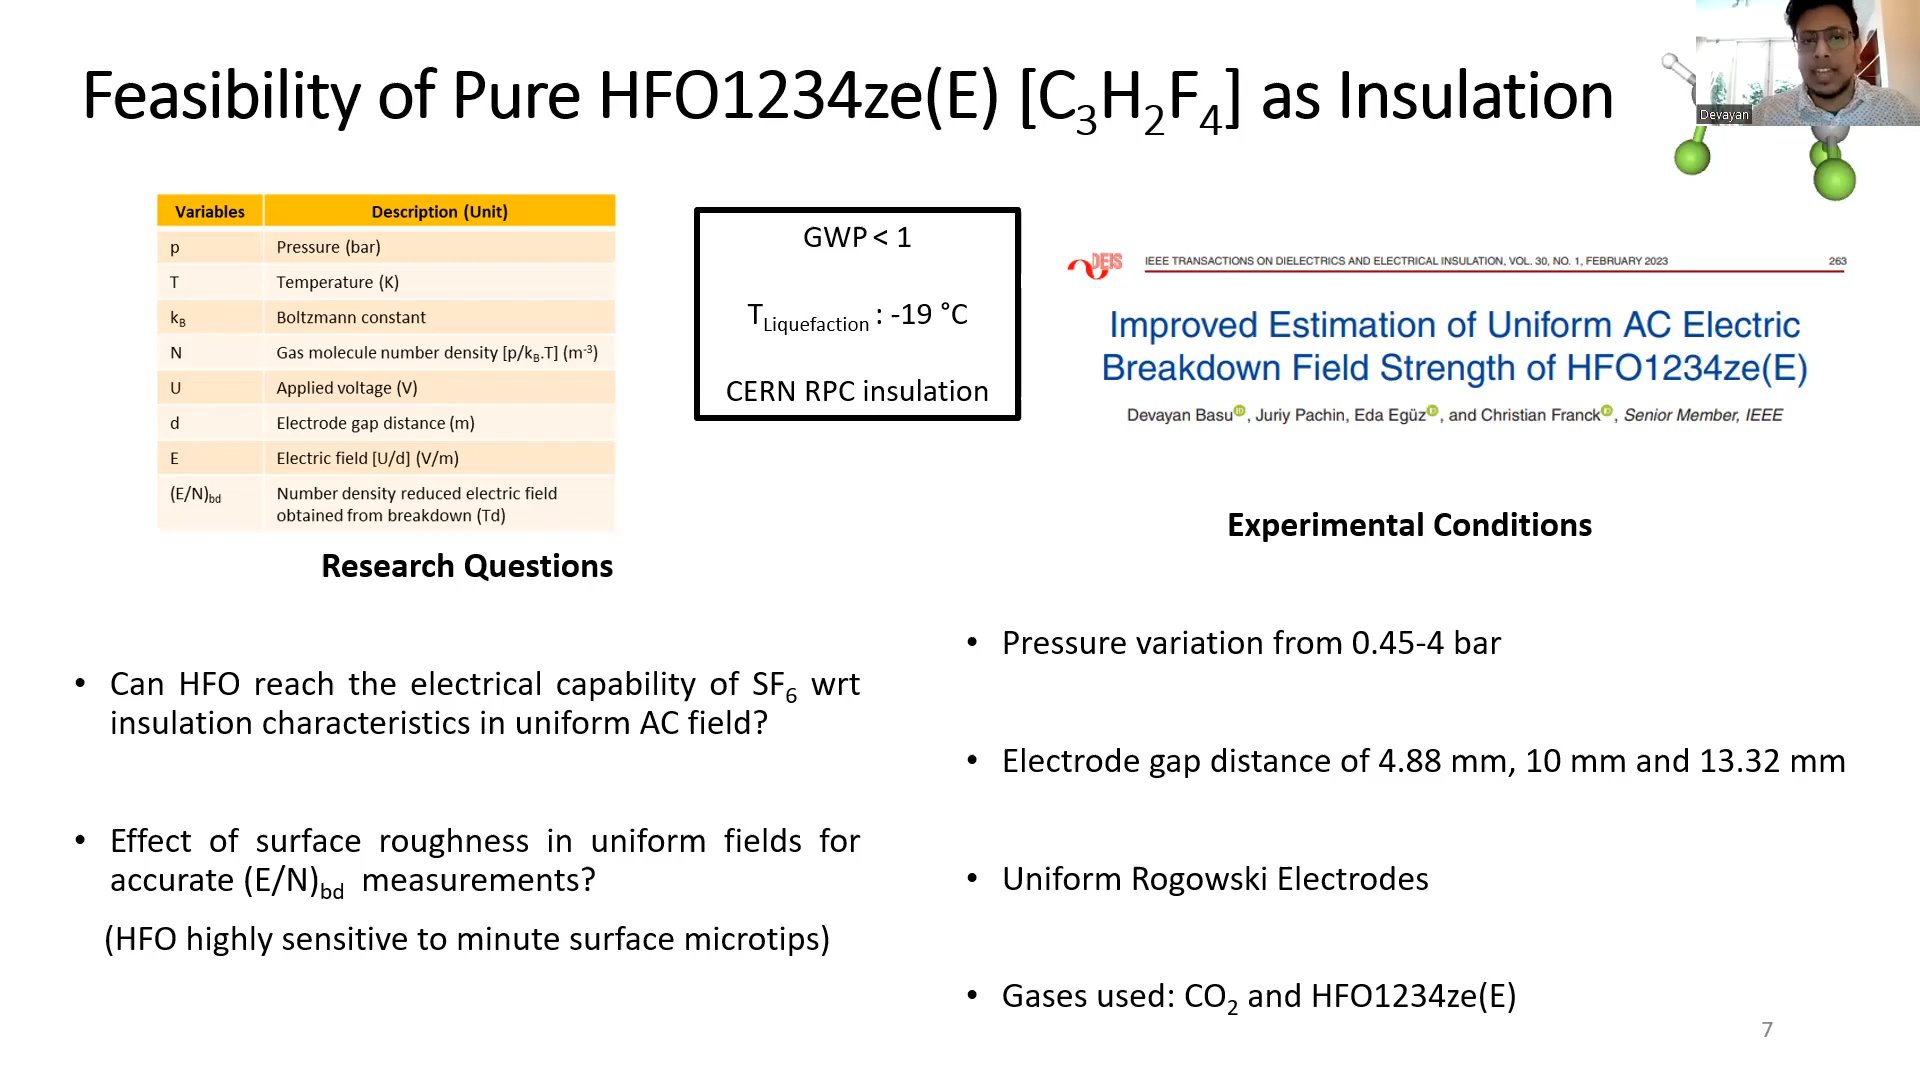 Feasibility of Pure HFO1234ze(E) [C3H2F4] as Insulation
Devayan
Variables Description (Unit)
p Pressure (bar)
T Temperature (K)
kB Boltzmann constant
N Gas molecule number density [p/kB.T] (m-3)
U Applied voltage (V)
d Electrode gap distance (m)
E Electric field [U/d] (V/m)
(E/N)bd Number density reduced electric field
obtained from breakdown (Td)
GWP < 1
TLiquefaction : -19 °C
CERN RPC insulation
DEIS
IEEE TRANSACTIONS ON DIELECTRICS AND ELECTRICAL INSULATION, VOL. 30, NO. 1, FEBRUARY 2023 263
Improved Estimation of Uniform AC Electric
Breakdown Field Strength of HFO1234ze(E)
Devayan Basu, Juriy Pachin, Eda Egüz, and Christian Franck, Senior Member, IEEE
Research Questions
• Can HFO reach the electrical capability of SF6 wrt
insulation characteristics in uniform AC field?
• Effect of surface roughness in uniform fields for
accurate (E/N)bd measurements?
(HFO highly sensitive to minute surface microtips)
Experimental Conditions
• Pressure variation from 0.45-4 bar
• Electrode gap distance of 4.88 mm, 10 mm and 13.32 mm
• Uniform Rogowski Electrodes
• Gases used: CO2 and HFO1234ze(E)
7